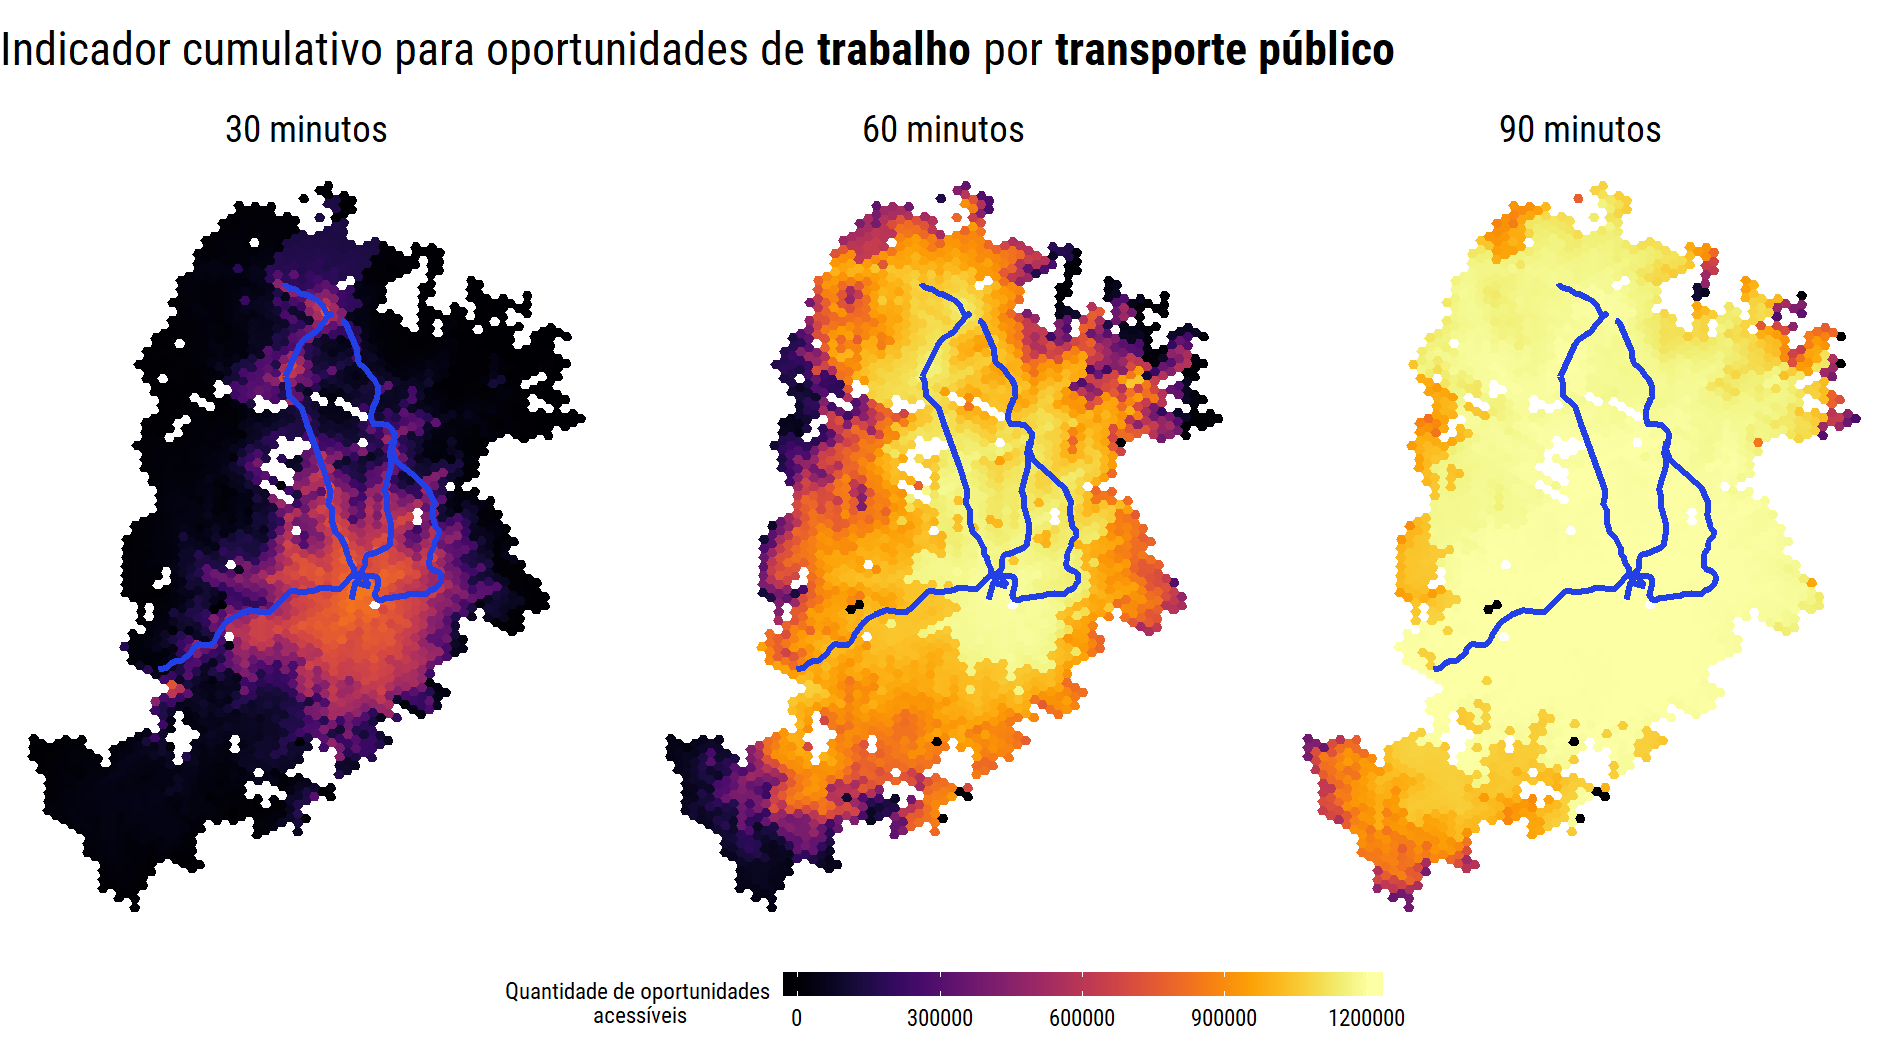 Indicador cumulativo para oportunidades de trabalho por transporte público
30 minutos
60 minutos
90 minutos
Quantidade de oportunidades
acessíveis
0
300000
600000
900000
1200000